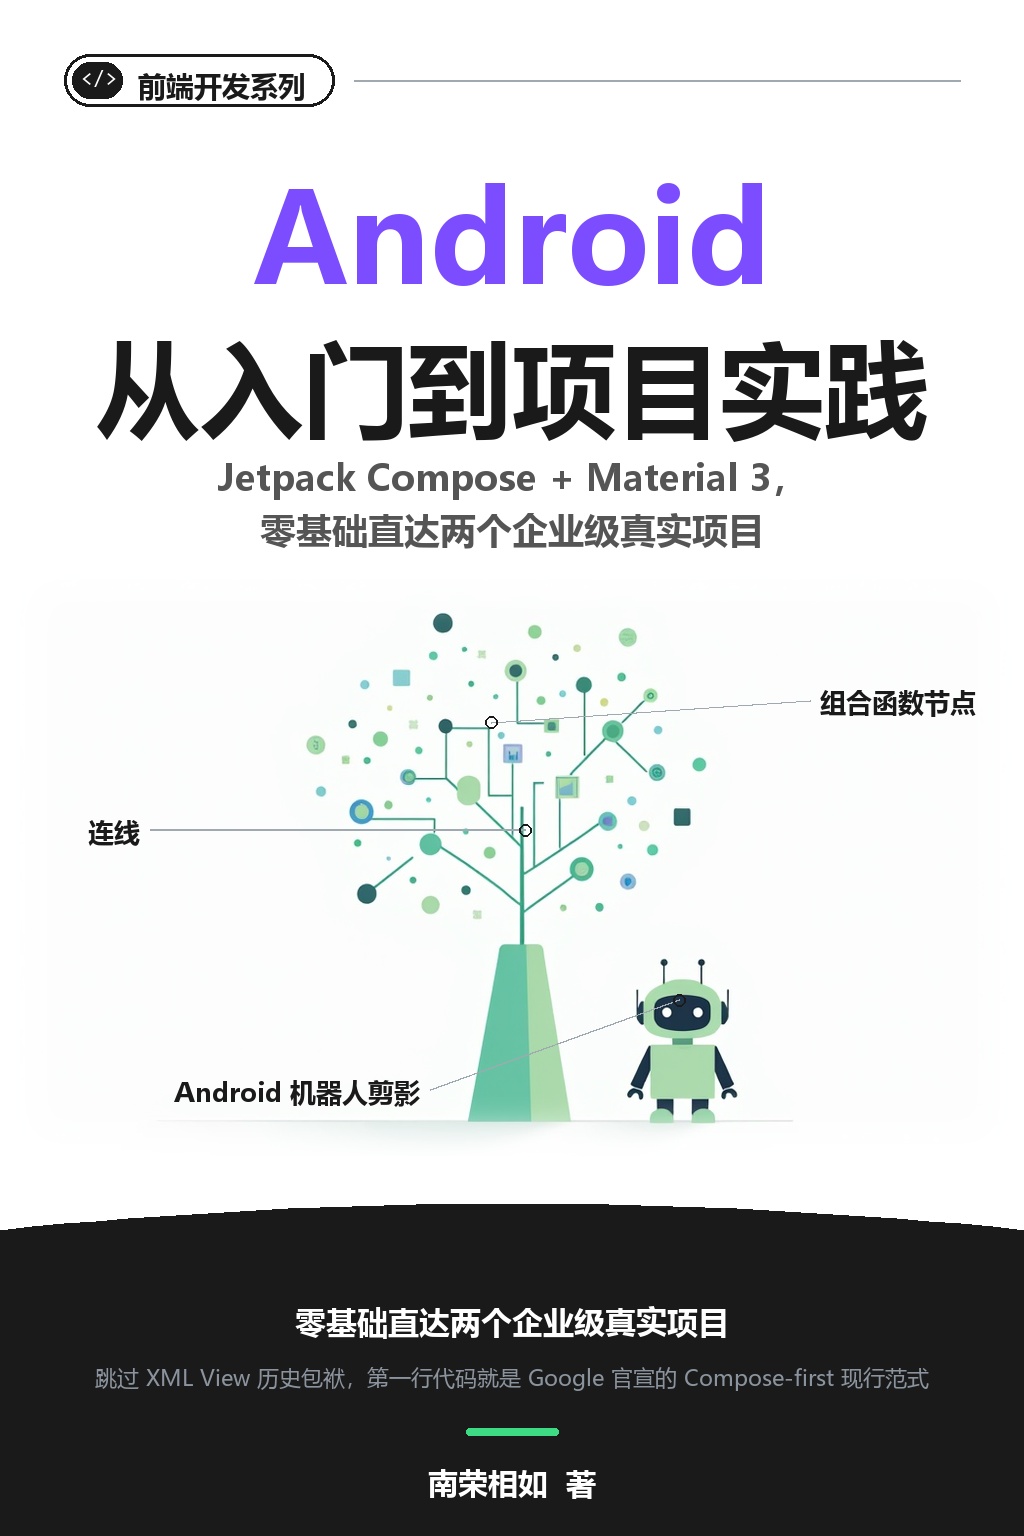 </> 前端开发系列
Android
从入门到项目实践
Jetpack Compose + Material 3，
零基础直达两个企业级真实项目
组合函数节点
连线
Android 机器人剪影
零基础直达两个企业级真实项目
跳过 XML View 历史包袱，第一行代码就是 Google 官宣的 Compose-first 现行范式
南荣相如 著